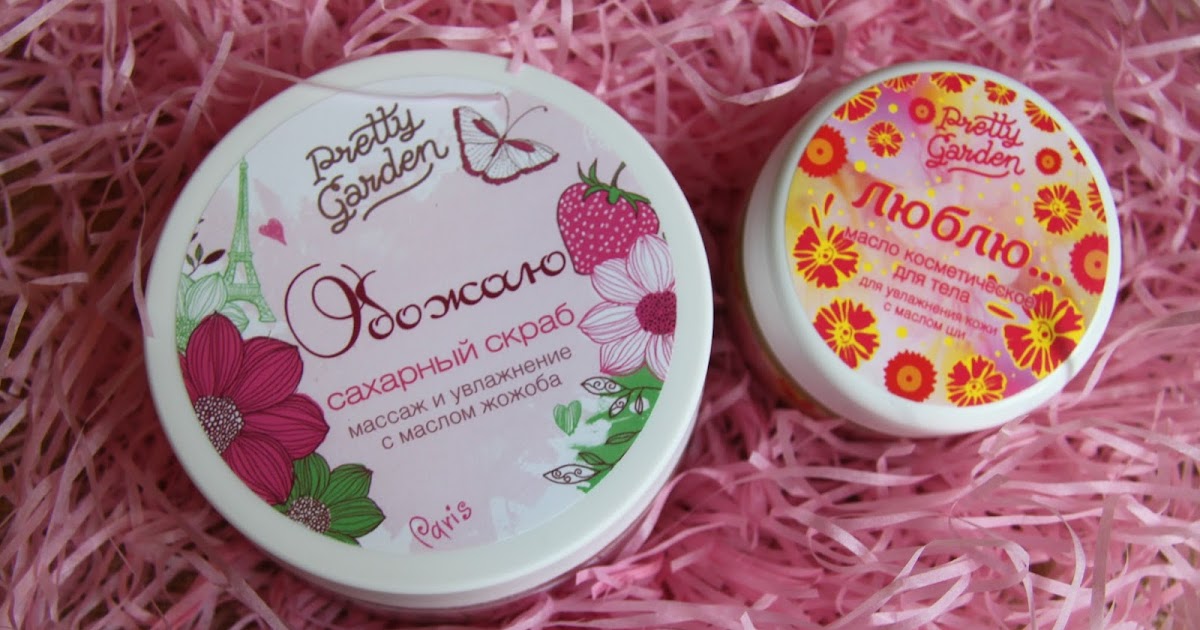 Pretty
Garden
Обожаю
сахарный скраб
массаж и увлажнение
с маслом жожоба
Paris
Pretty
Garden
Люблю...
масло косметическое
для тела
для увлажнения кожи
с маслом ши